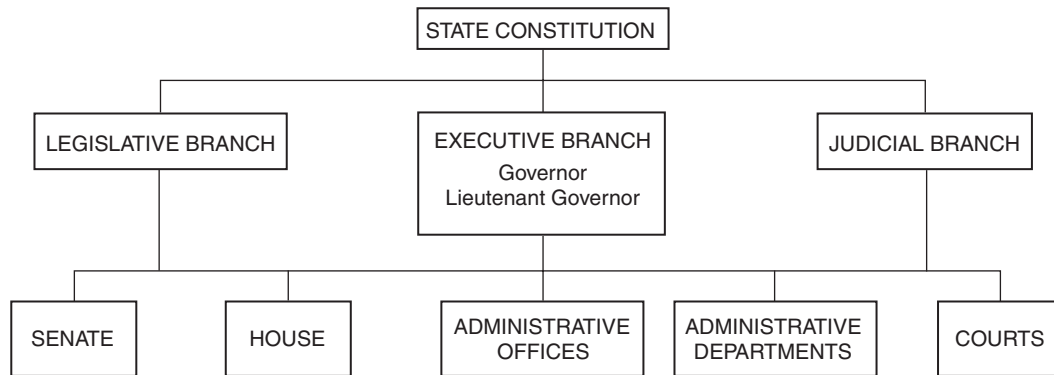 STATE CONSTITUTION
LEGISLATIVE BRANCH
EXECUTIVE BRANCH
Governor
Lieutenant Governor
JUDICIAL BRANCH
SENATE
HOUSE
ADMINISTRATIVE
OFFICES
ADMINISTRATIVE
DEPARTMENTS
COURTS